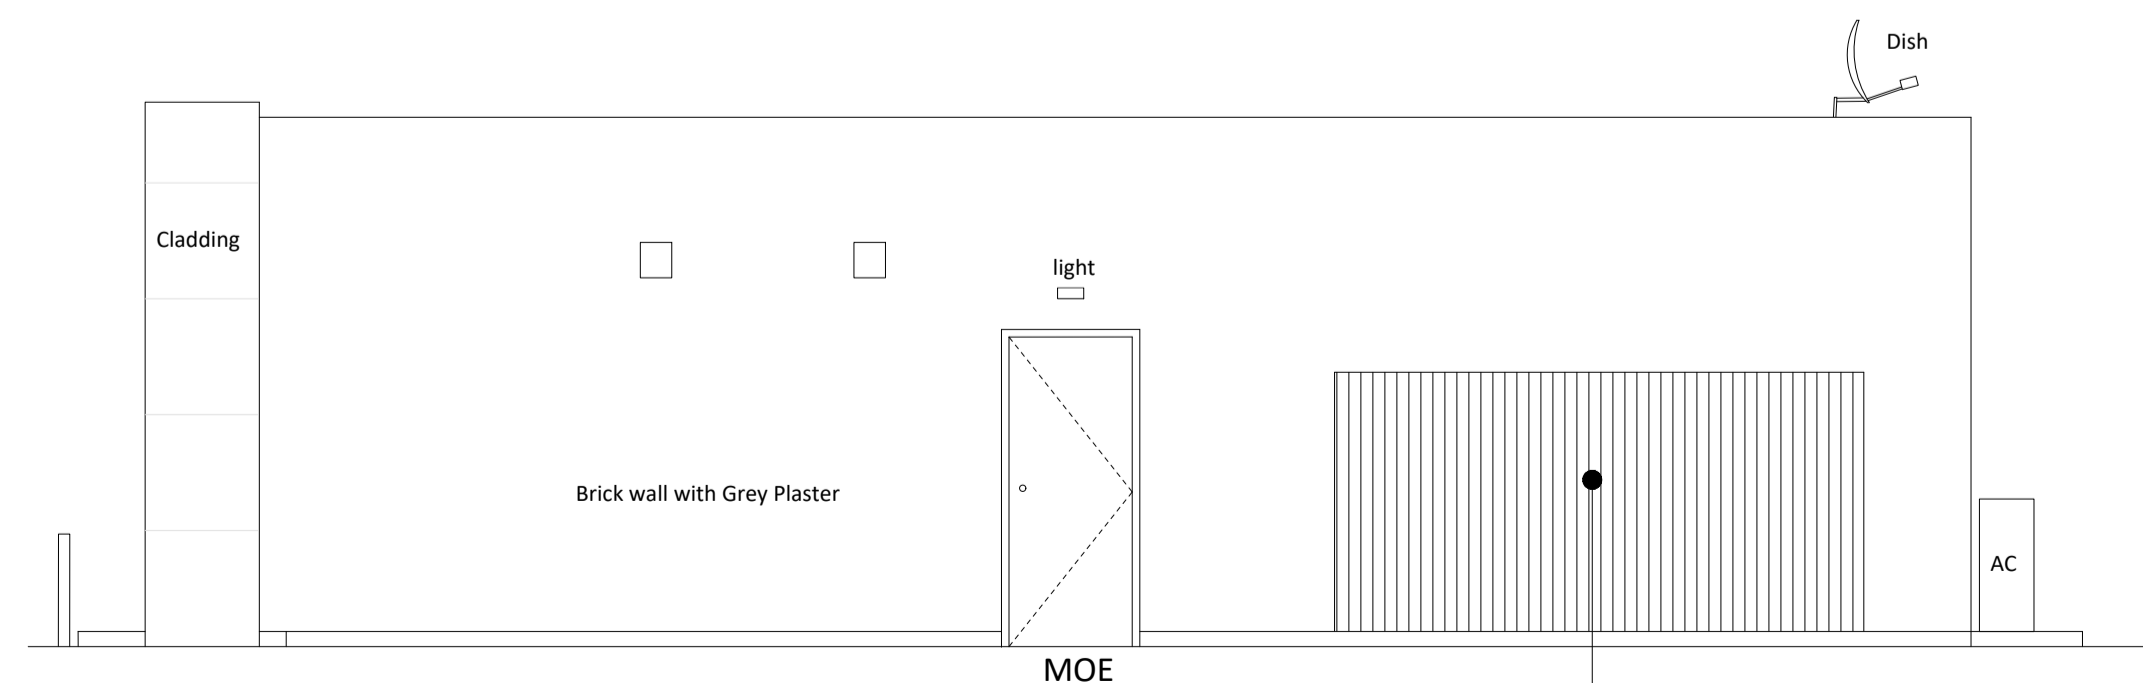 Dish
Cladding
light
Brick wall with Grey Plaster
AC
MOE